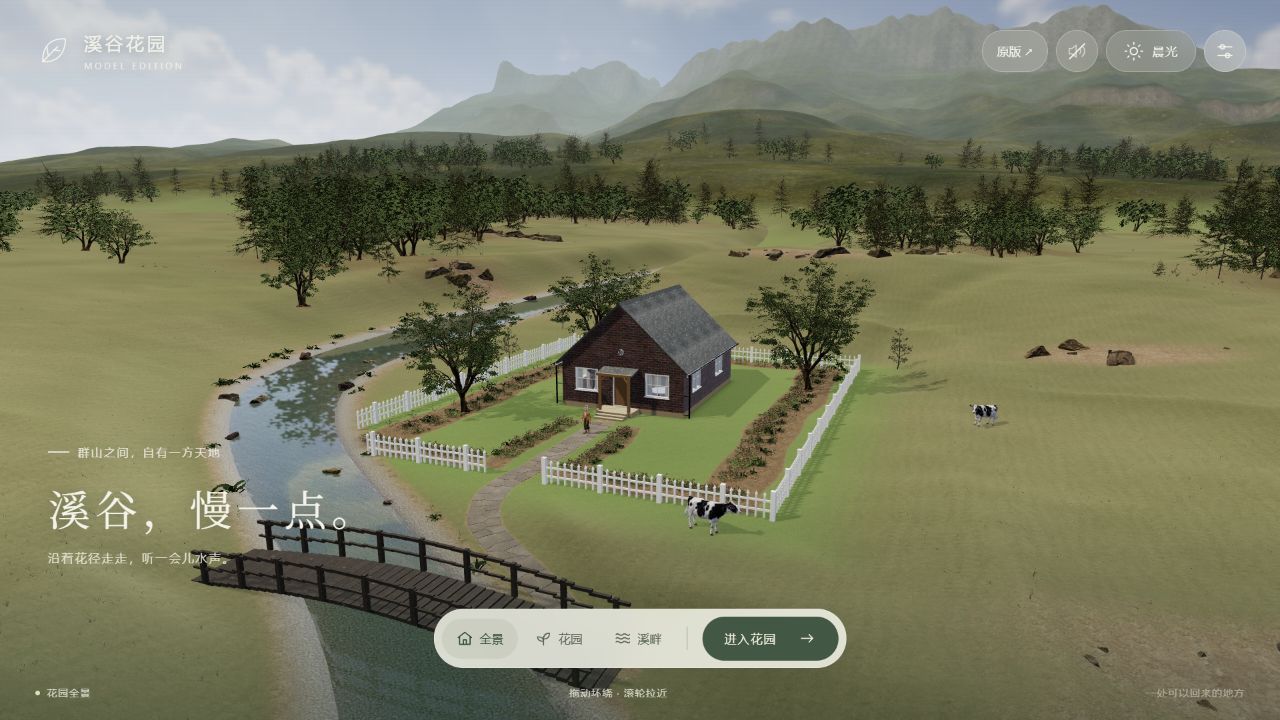 溪谷花园
MODEL EDITION
原版↗
晨光
群山之间，自有一方天地
溪谷，慢一点。
沿着花径走走，听一会儿水声。
全景
花园
溪畔
进入花园 →
花园全景
拖动环绕 · 滚轮拉近
一处可以回来的地方